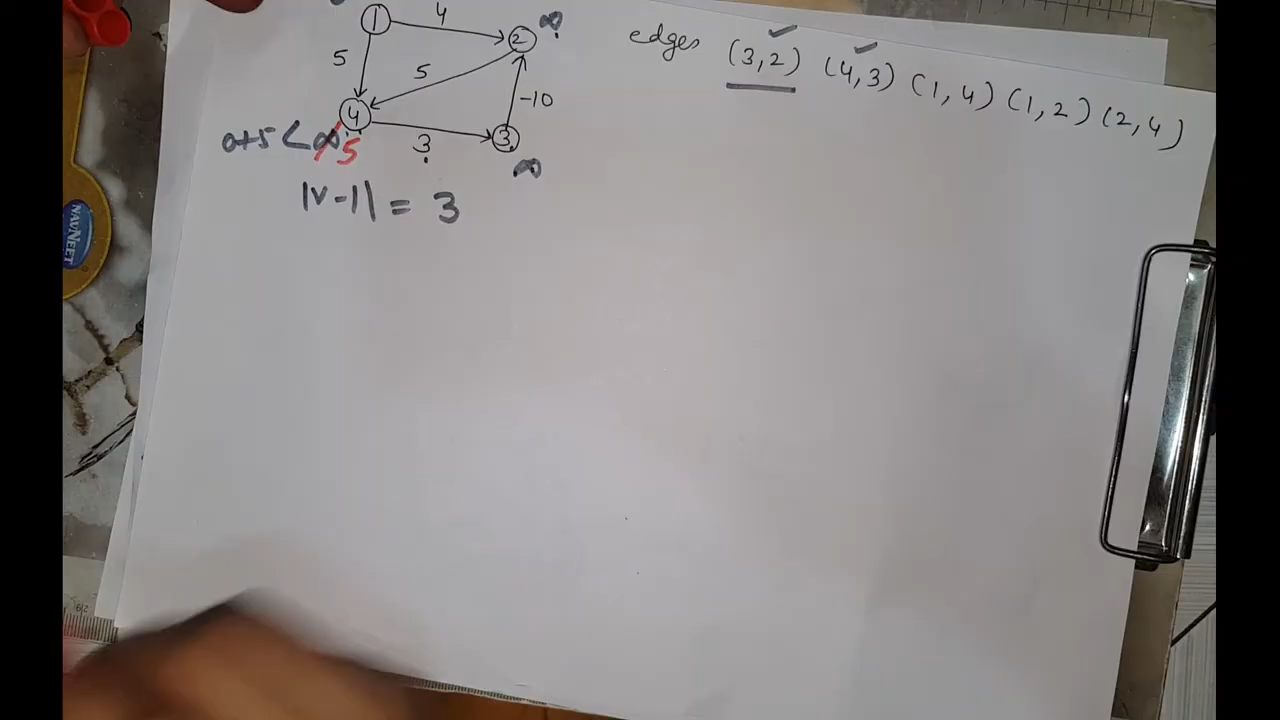 1 4 2 ∞
edges (3,2) (4,3) (1,4) (1,2) (2,4)
5 5 -10
4 3 3
0+5 < ∞ 5
∞
|V-1| = 3
NAVNEET